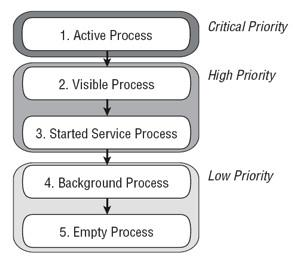 1. Active Process
Critical Priority
2. Visible Process
High Priority
3. Started Service Process
4. Background Process
Low Priority
5. Empty Process